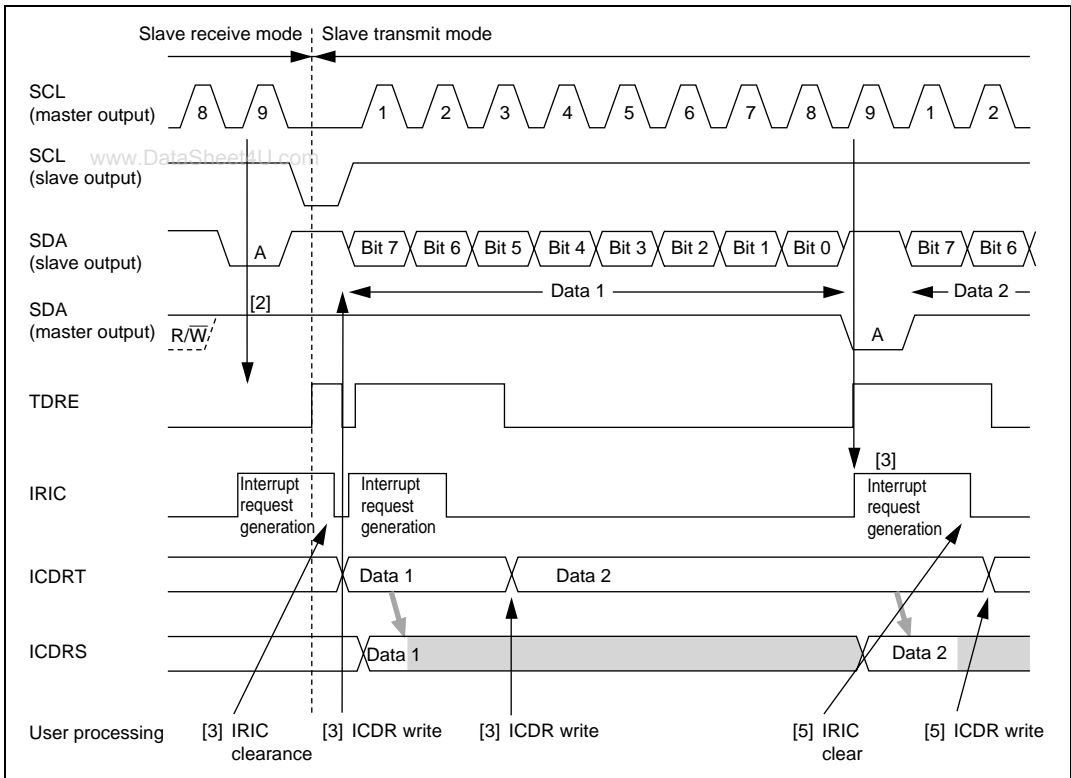 Slave receive mode Slave transmit mode
SCL
(master output)
8 9 1 2 3 4 5 6 7 8 9 1 2
www.DataSheet4U.com
SCL
(slave output)
SDA
(slave output)
A Bit 7 Bit 6 Bit 5 Bit 4 Bit 3 Bit 2 Bit 1 Bit 0 Bit 7 Bit 6
[2] Data 1 Data 2
SDA
(master output)
R/W̅ A
TDRE
[3]
IRIC
Interrupt
request
generation
Interrupt
request
generation
Interrupt
request
generation
ICDRT
Data 1 Data 2
ICDRS
Data 1 Data 2
User processing
[3] IRIC
clearance
[3] ICDR write
[3] ICDR write
[5] IRIC
clear
[5] ICDR write